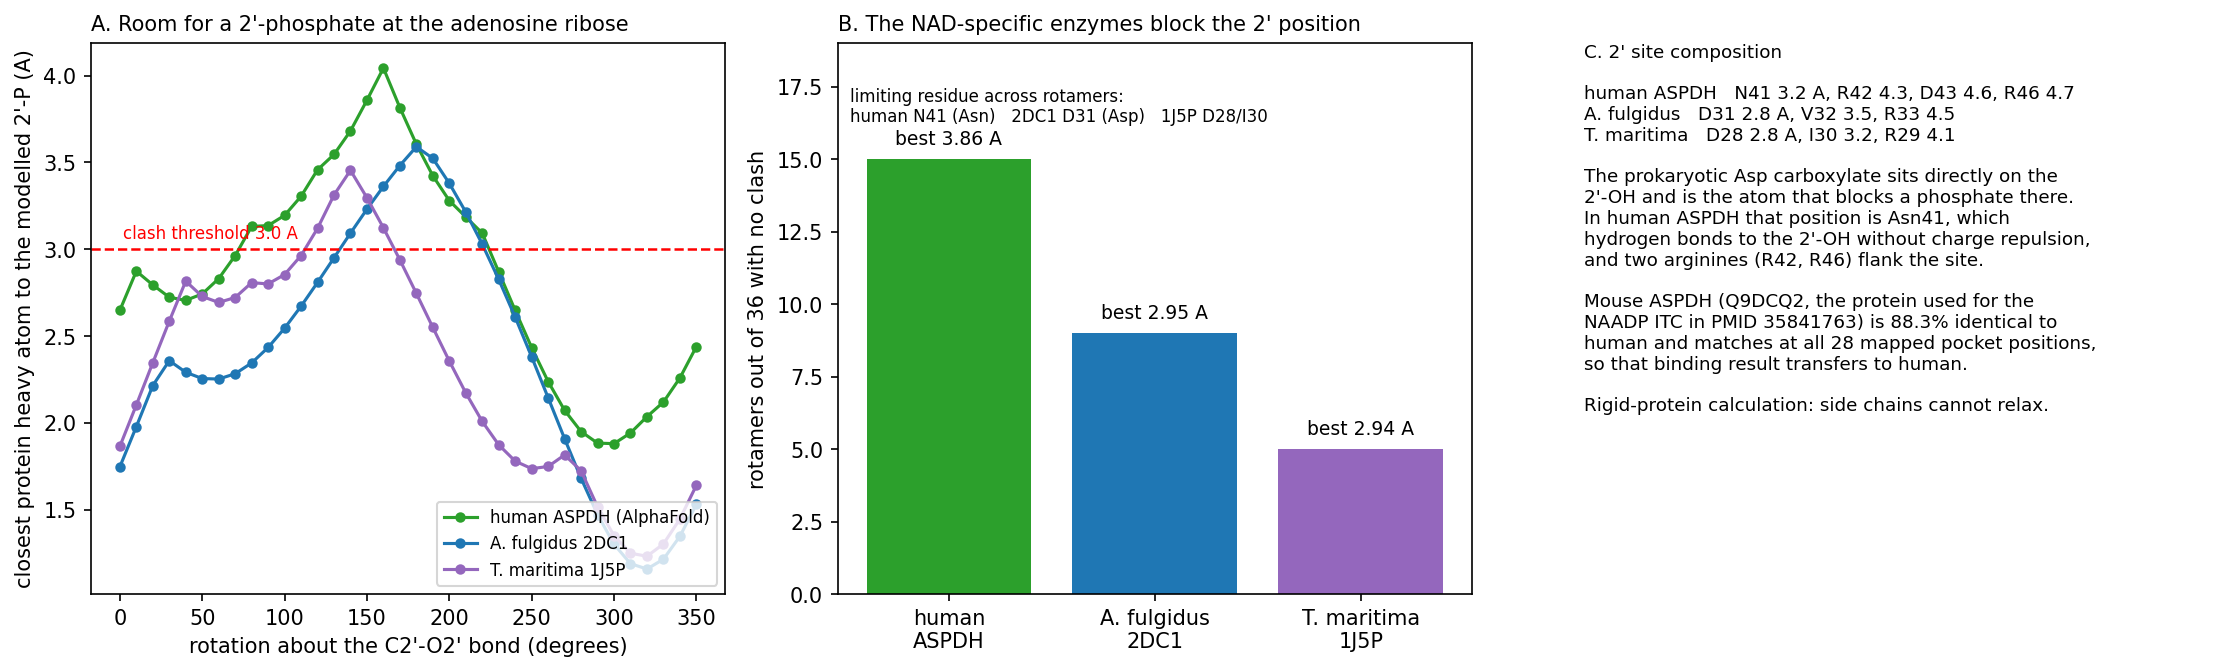 A. Room for a 2'-phosphate at the adenosine ribose
closest protein heavy atom to the modelled 2'-P (A)
4.0
3.5
3.0
2.5
2.0
1.5
clash threshold 3.0 A
human ASPDH (AlphaFold)
A. fulgidus 2DC1
T. maritima 1J5P
0 50 100 150 200 250 300 350
rotation about the C2'-O2' bond (degrees)
B. The NAD-specific enzymes block the 2' position
rotamers out of 36 with no clash
17.5
15.0
12.5
10.0
7.5
5.0
2.5
0.0
limiting residue across rotamers:
human N41 (Asn) 2DC1 D31 (Asp) 1J5P D28/I30
best 3.86 A
best 2.95 A
best 2.94 A
human
ASPDH
A. fulgidus
2DC1
T. maritima
1J5P
C. 2' site composition
human ASPDH N41 3.2 A, R42 4.3, D43 4.6, R46 4.7
A. fulgidus D31 2.8 A, V32 3.5, R33 4.5
T. maritima D28 2.8 A, I30 3.2, R29 4.1
The prokaryotic Asp carboxylate sits directly on the
2'-OH and is the atom that blocks a phosphate there.
In human ASPDH that position is Asn41, which
hydrogen bonds to the 2'-OH without charge repulsion,
and two arginines (R42, R46) flank the site.
Mouse ASPDH (Q9DCQ2, the protein used for the
NAADP ITC in PMID 35841763) is 88.3% identical to
human and matches at all 28 mapped pocket positions,
so that binding result transfers to human.
Rigid-protein calculation: side chains cannot relax.